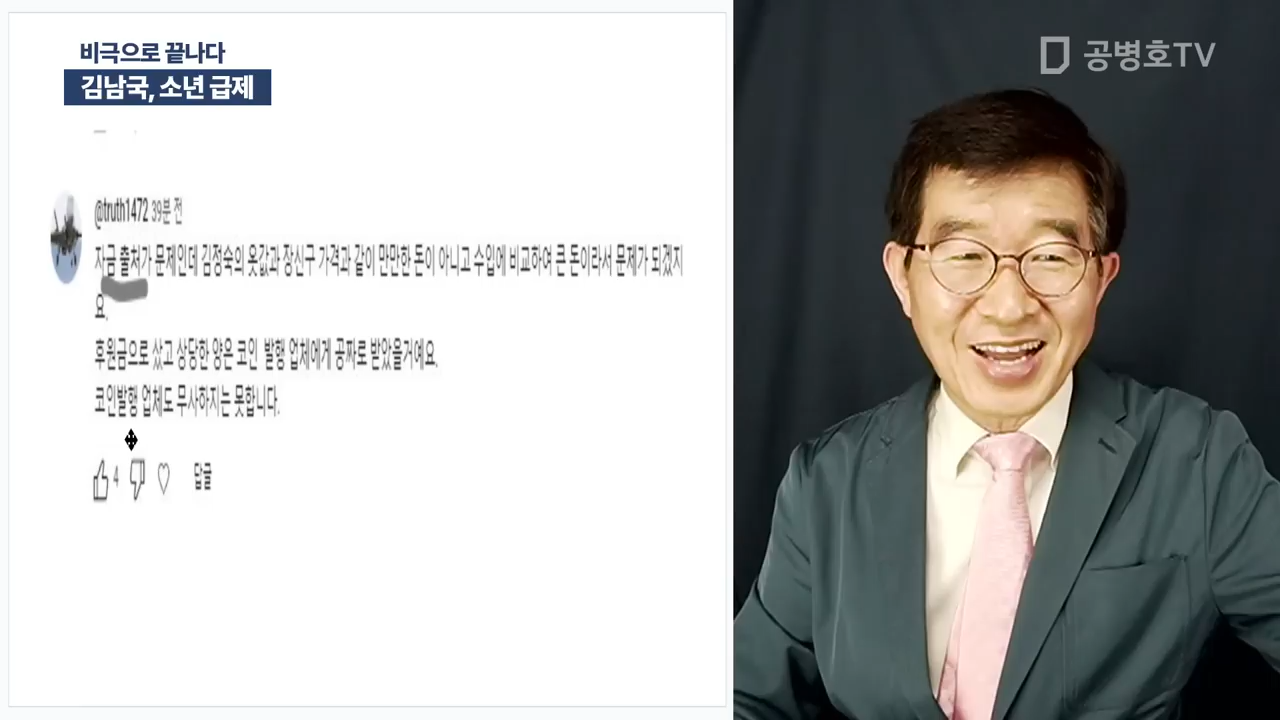 비극으로 끝나다
김남국, 소년 급제
공병호TV
@truth1472 39분 전
자금 출처가 문제인데 김정숙의 옷값과 장신구 가격과 같이 만만한 돈이 아니고 수입에 비교하여 큰 돈이라서 문제가 되겠지
요.
후원금으로 샀고 상당한 양은 코인 발행 업체에게 공짜로 받았을거예요.
코인발행 업체도 무사하지는 못합니다.
4 답글